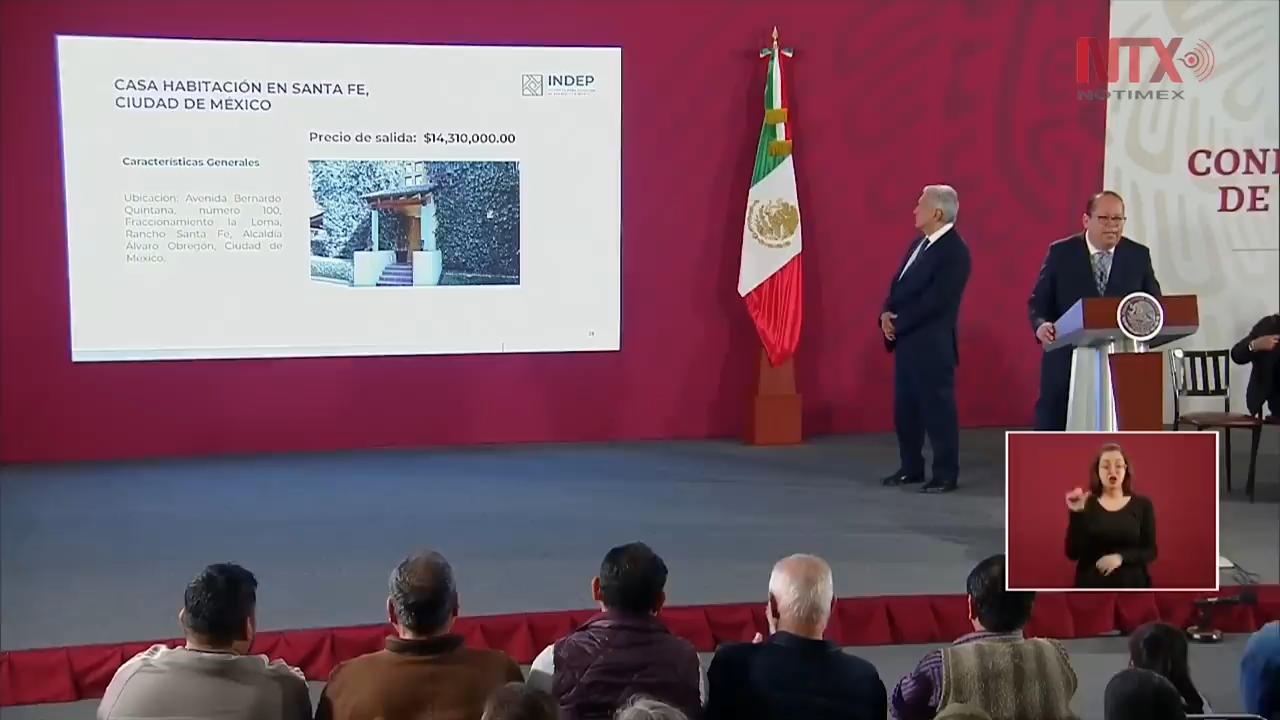 CASA HABITACIÓN EN SANTA FE,
CIUDAD DE MÉXICO
INDEP
Precio de salida: $14,310,000.00
Características Generales
Ubicación: Avenida Bernardo
Quintana, número 100,
Fraccionamiento la Loma,
Rancho Santa Fe, Alcaldía
Álvaro Obregón, Ciudad de
México.
NTX
NOTIMEX
CONF
DE